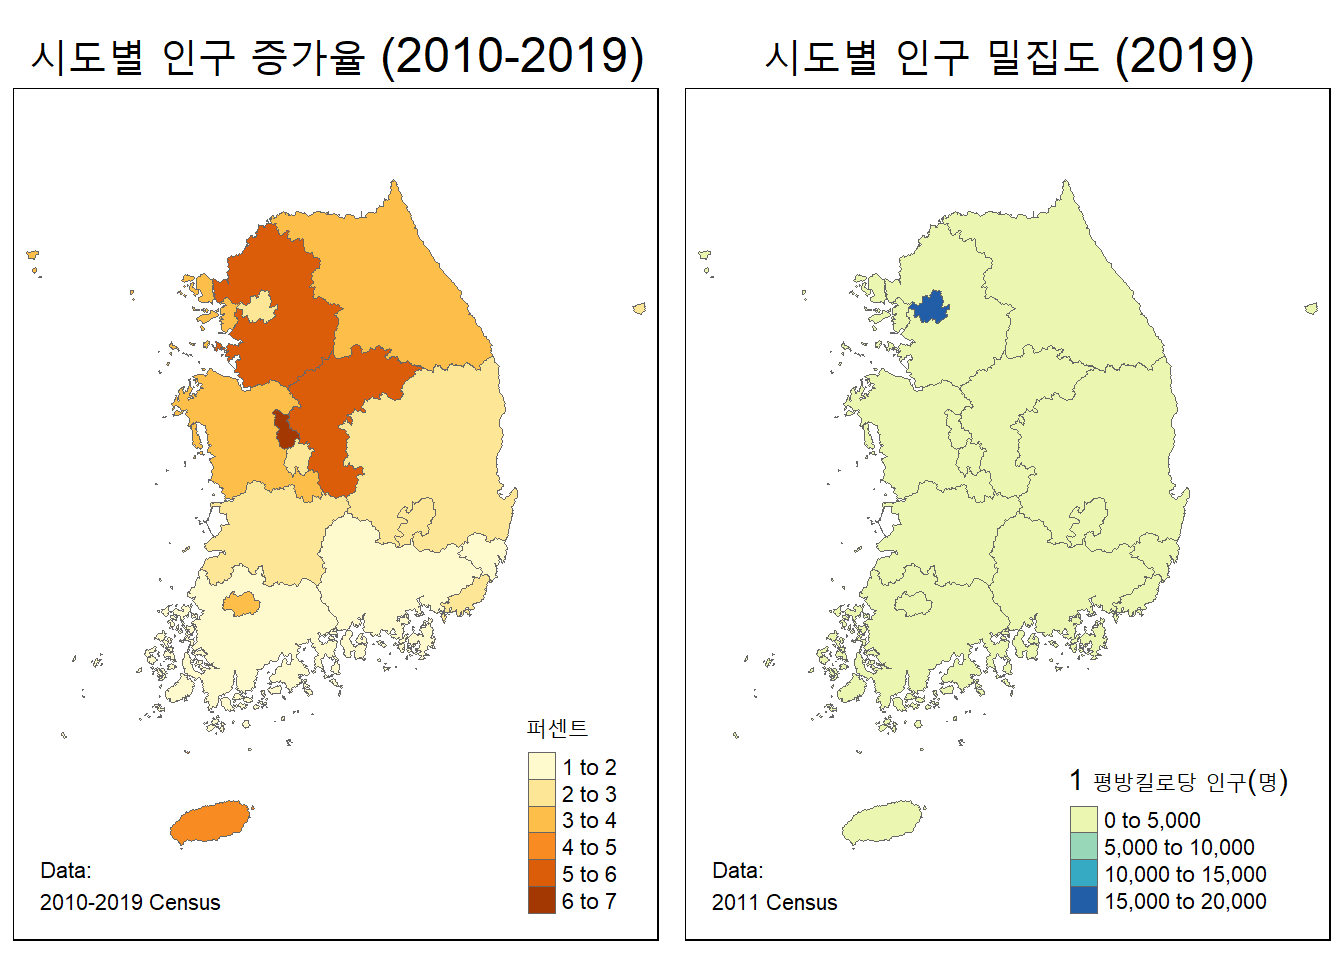 시도별 인구 증가율 (2010-2019)
퍼센트
1 to 2
2 to 3
3 to 4
4 to 5
5 to 6
6 to 7
Data:
2010-2019 Census
시도별 인구 밀집도 (2019)
1 평방킬로당 인구(명)
0 to 5,000
5,000 to 10,000
10,000 to 15,000
15,000 to 20,000
Data:
2011 Census